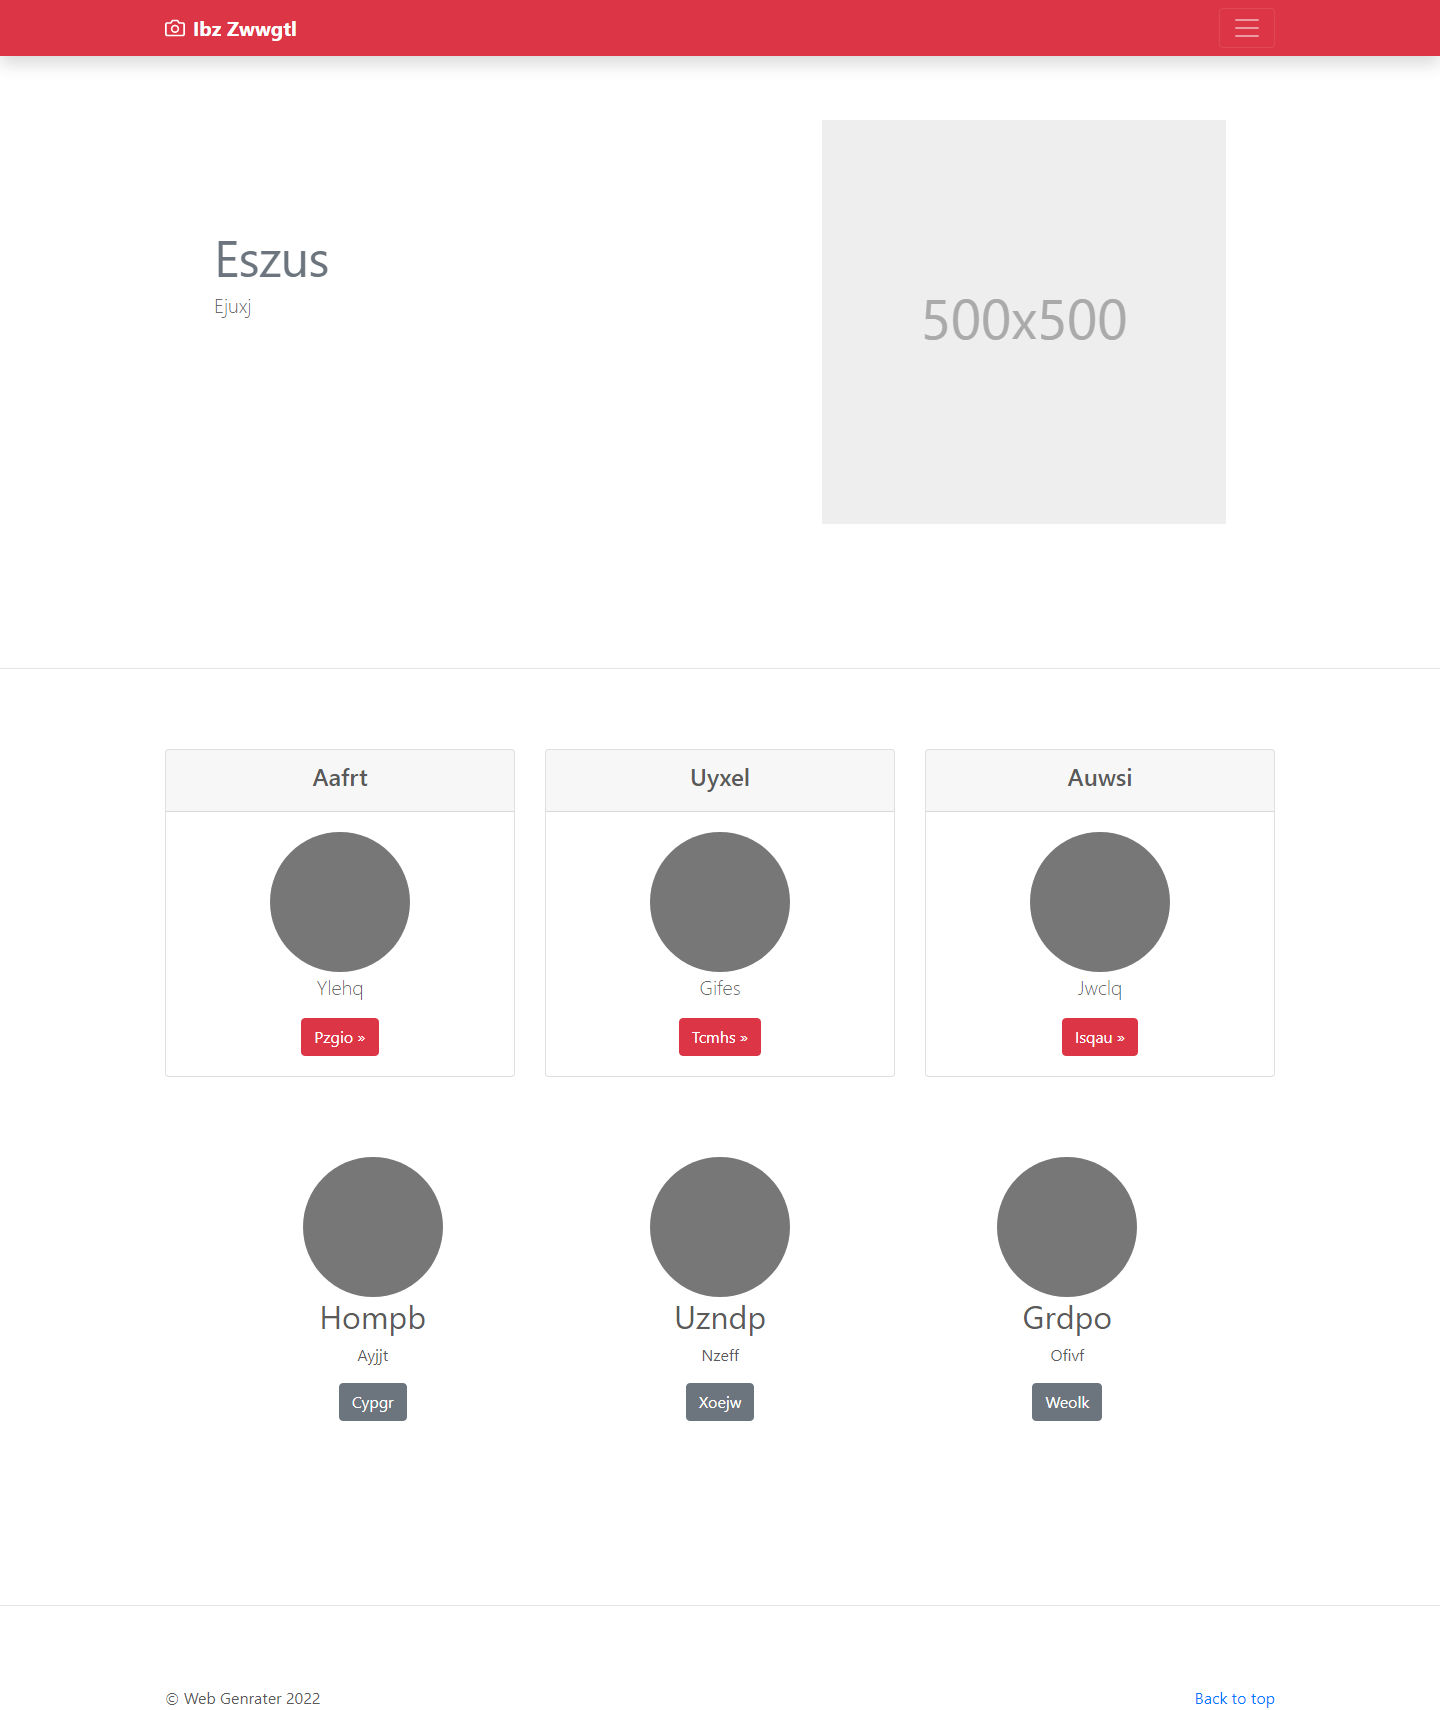 Ibz Zwwgtl
Eszus
Ejuxj
500x500
Aafrt
Uyxel
Auwsi
Ylehq
Gifes
Jwclq
Pzgio »
Tcmhs »
Isqau »
Hompb
Uzndp
Grdpo
Ayjjt
Nzeff
Ofivf
Cypgr
Xoejw
Weolk
© Web Genrater 2022
Back to top